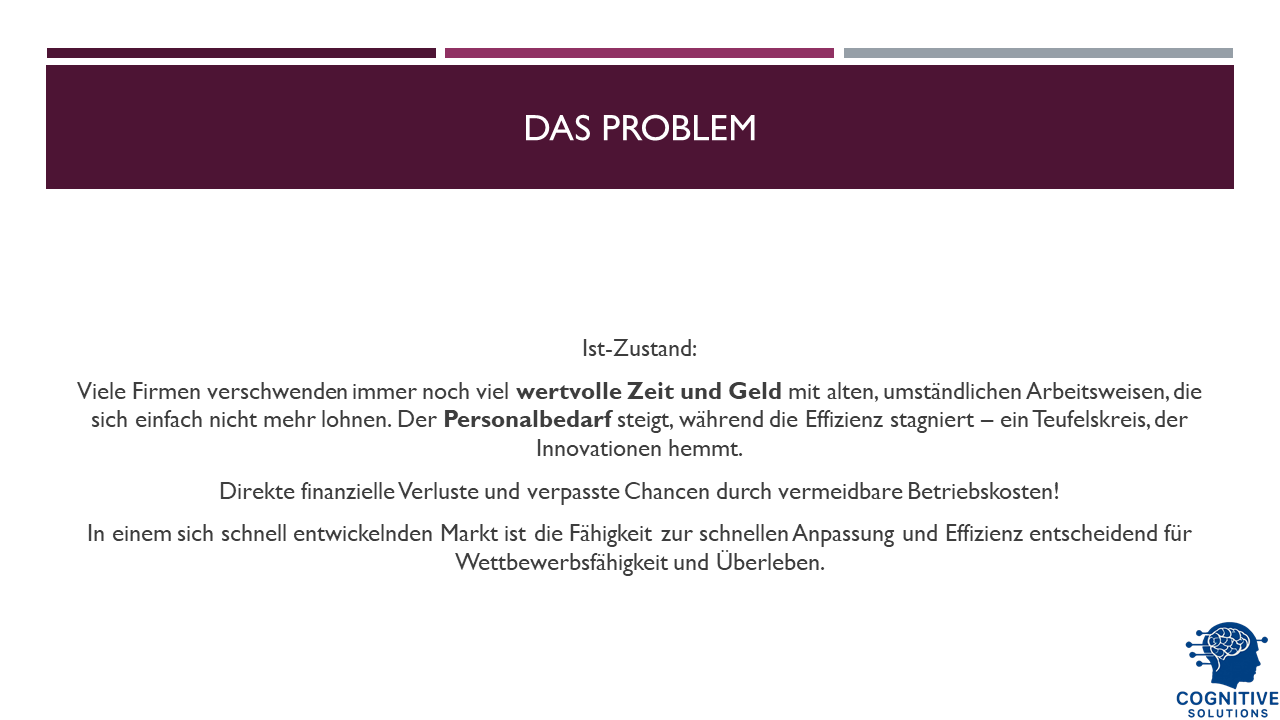 DAS PROBLEM
Ist-Zustand:
Viele Firmen verschwenden immer noch viel wertvolle Zeit und Geld mit alten, umständlichen Arbeitsweisen, die
sich einfach nicht mehr lohnen. Der Personalbedarf steigt, während die Effizienz stagniert – ein Teufelskreis, der
Innovationen hemmt.
Direkte finanzielle Verluste und verpasste Chancen durch vermeidbare Betriebskosten!
In einem sich schnell entwickelnden Markt ist die Fähigkeit zur schnellen Anpassung und Effizienz entscheidend für
Wettbewerbsfähigkeit und Überleben.
COGNITIVE
SOLUTIONS